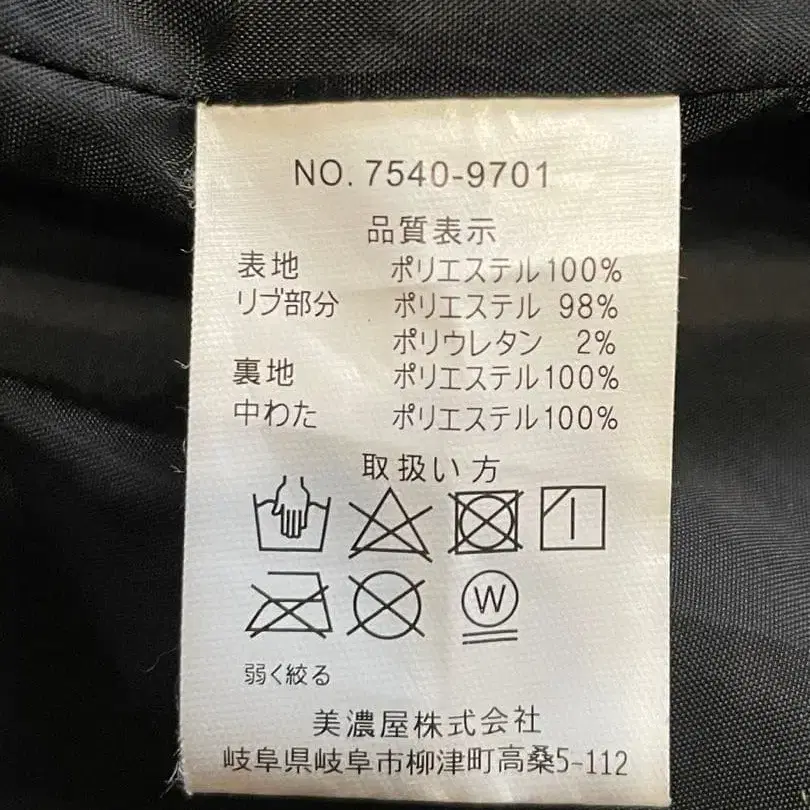 NO. 7540-9701
品質表示
表地 ポリエステル100%
リブ部分 ポリエステル 98%
ポリウレタン 2%
裏地 ポリエステル100%
中わた ポリエステル100%
取扱い方
W
弱く絞る
美濃屋株式会社
岐阜県岐阜市柳津町高桑5-112